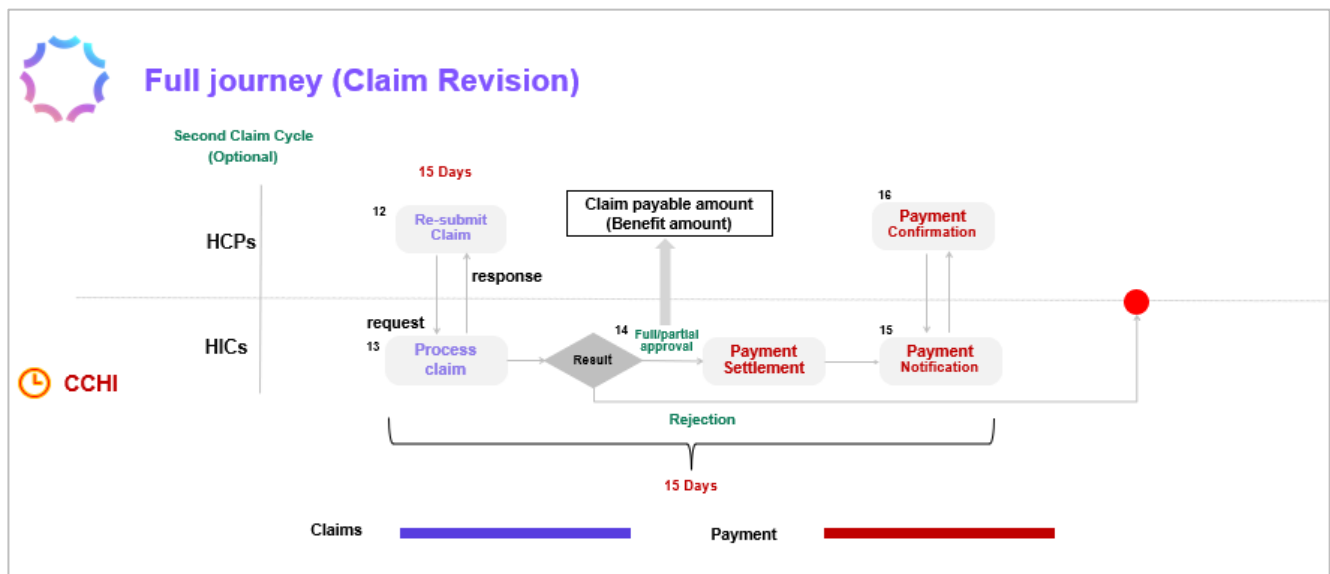 Full journey (Claim Revision)
Second Claim Cycle
(Optional)
15 Days
12
Re-submit
Claim
Claim payable amount
(Benefit amount)
16
Payment
Confirmation
HCPs
response
request
HICs
13
Process
claim
Result
14
Full/partial
approval
Payment
Settlement
15
Payment
Notification
CCHI
Rejection
15 Days
Claims
Payment